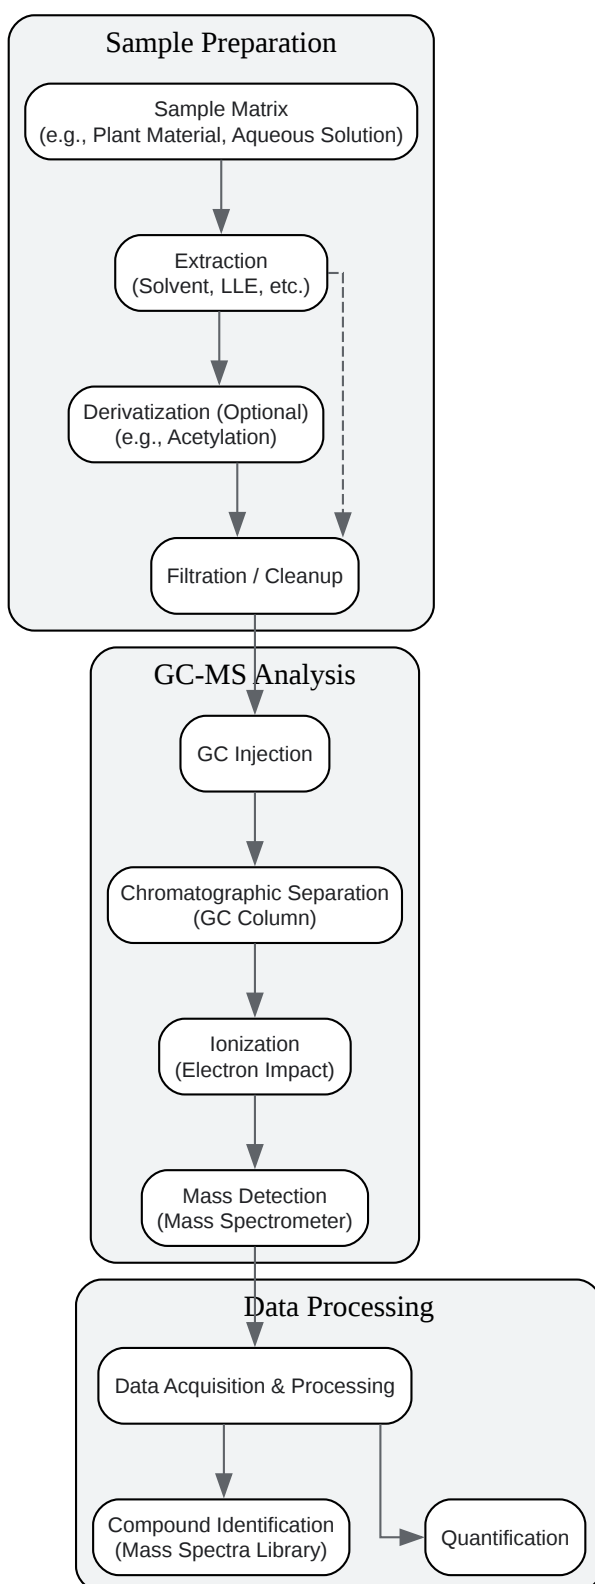 Sample Preparation
Sample Matrix
(e.g., Plant Material, Aqueous Solution)
Extraction
(Solvent, LLE, etc.)
Derivatization (Optional)
(e.g., Acetylation)
Filtration / Cleanup
GC-MS Analysis
GC Injection
Chromatographic Separation
(GC Column)
Ionization
(Electron Impact)
Mass Detection
(Mass Spectrometer)
Data Processing
Data Acquisition & Processing
Compound Identification
(Mass Spectra Library)
Quantification